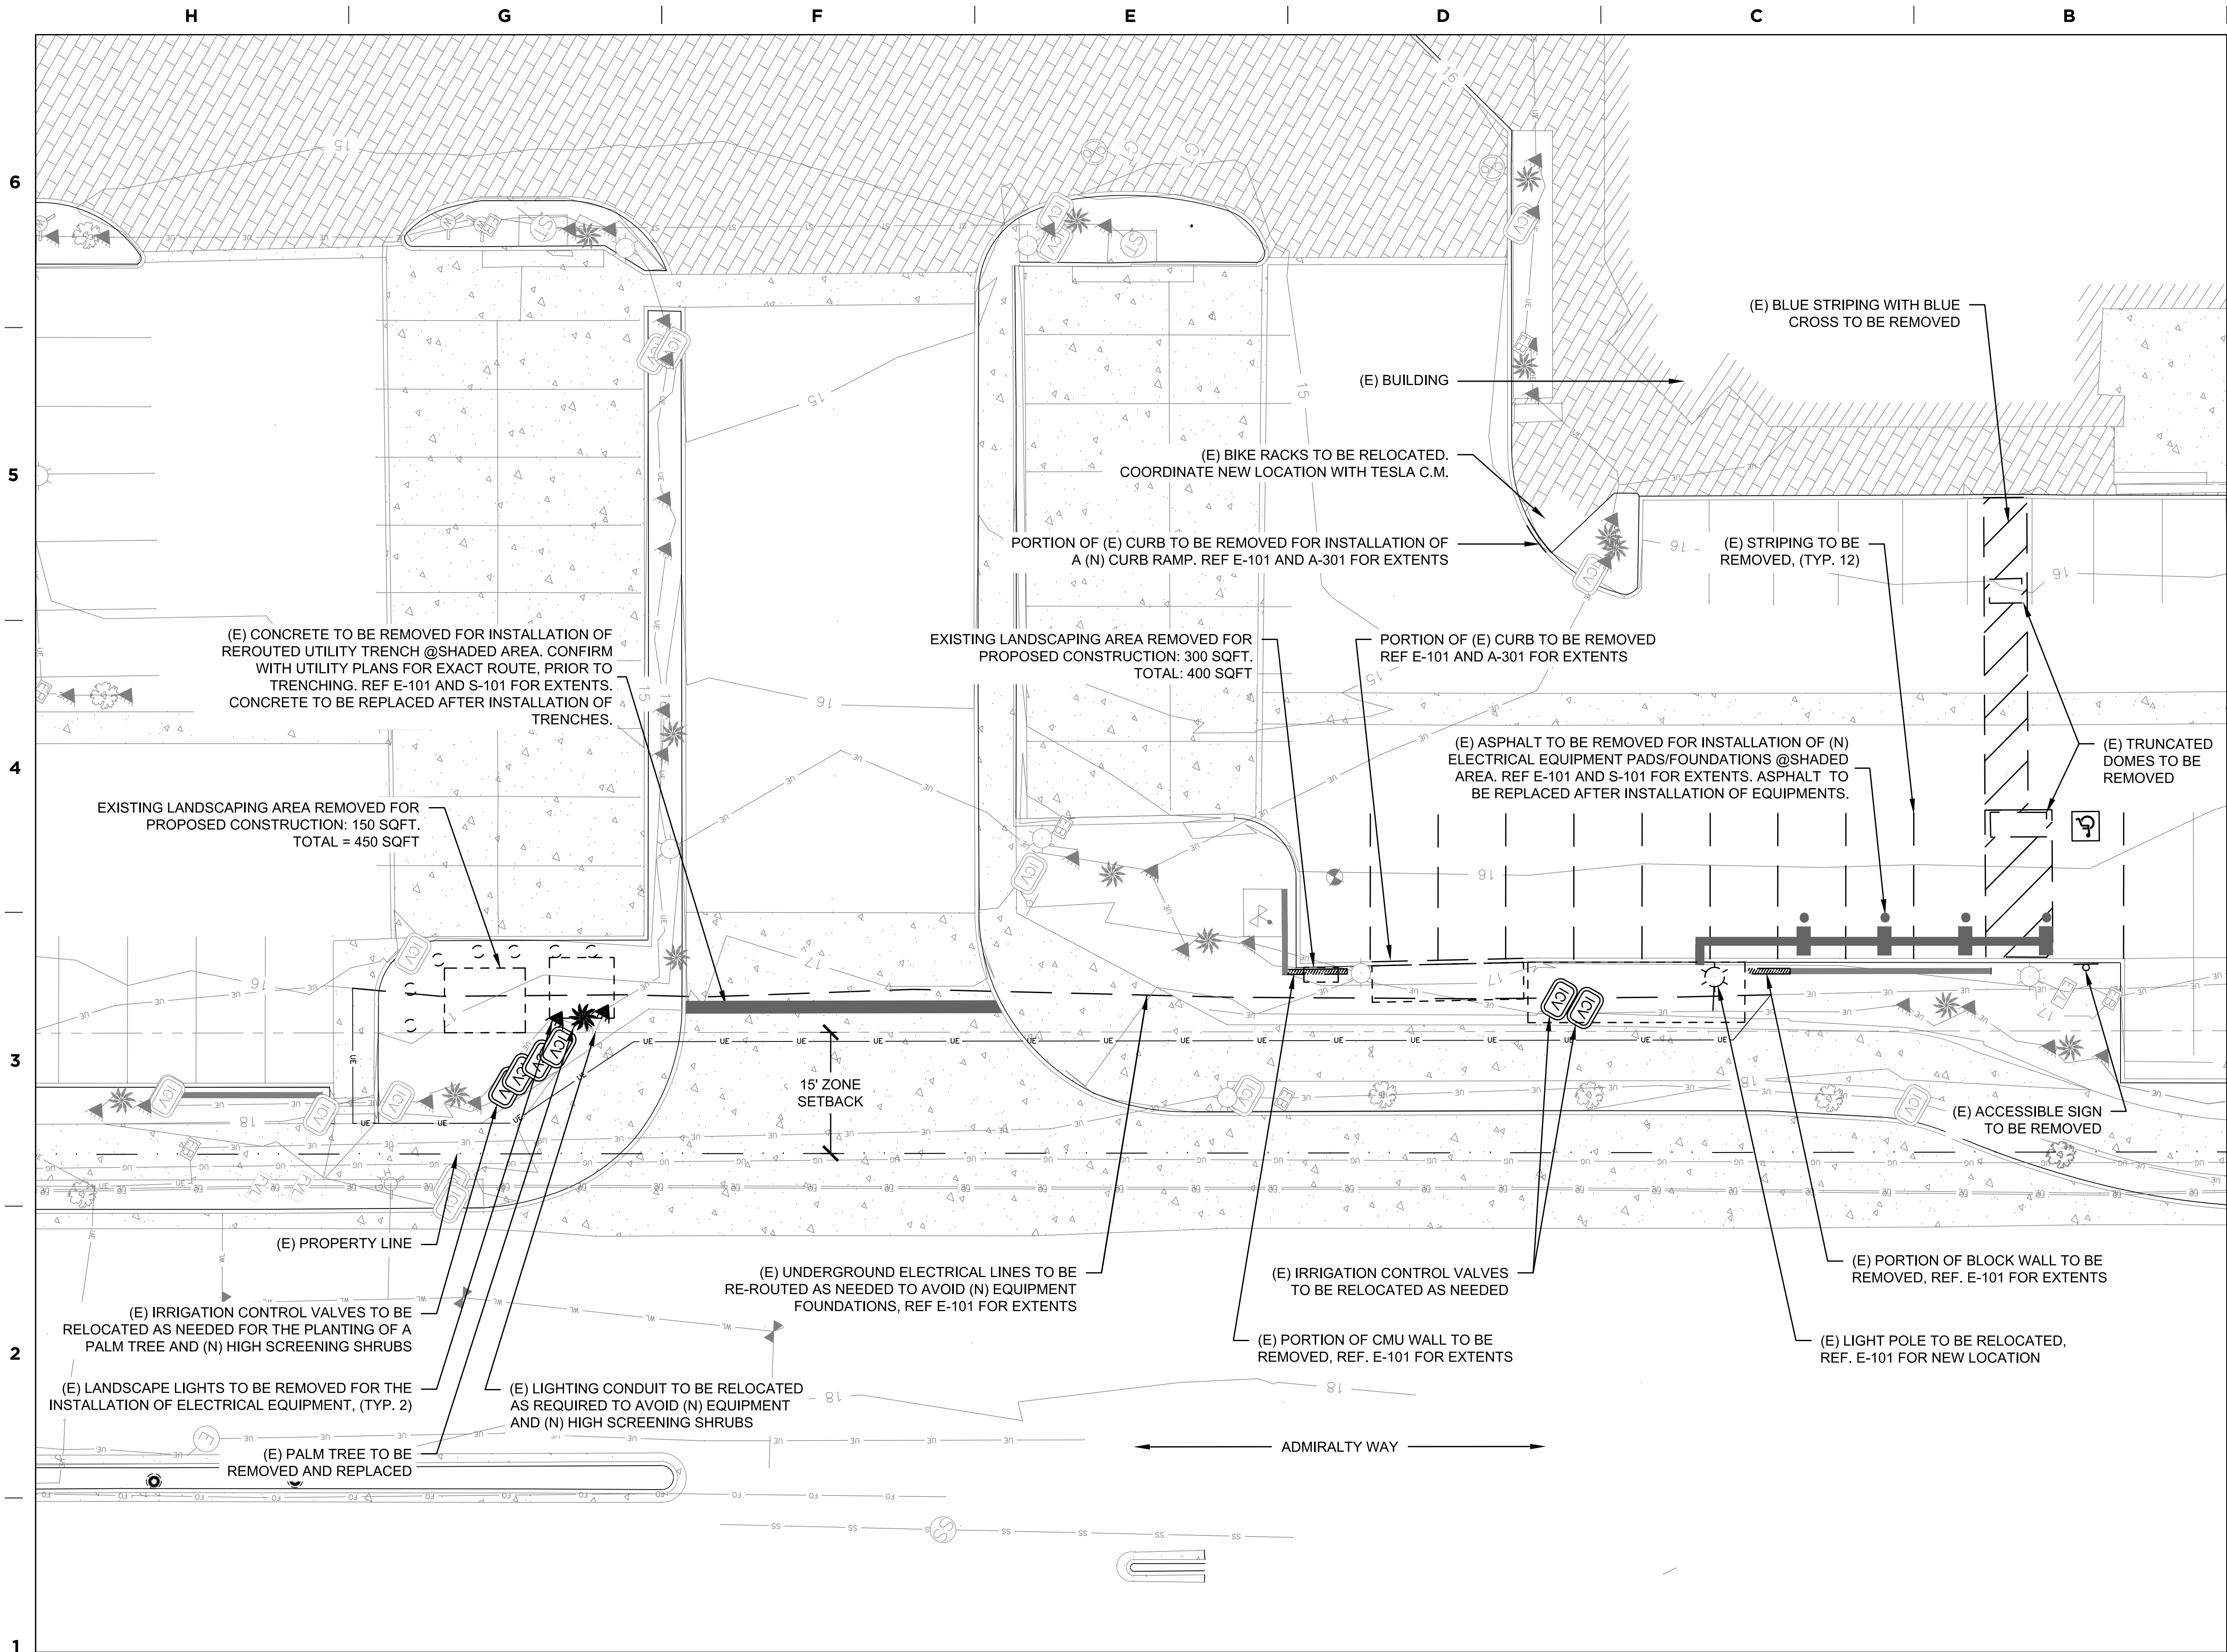 H
G
F
E
D
C
B
6
5
4
3
2
1
(E) BLUE STRIPING WITH BLUE
CROSS TO BE REMOVED
(E) BUILDING
(E) BIKE RACKS TO BE RELOCATED.
COORDINATE NEW LOCATION WITH TESLA C.M.
PORTION OF (E) CURB TO BE REMOVED FOR INSTALLATION OF
A (N) CURB RAMP. REF E-101 AND A-301 FOR EXTENTS
(E) STRIPING TO BE
REMOVED, (TYP. 12)
(E) CONCRETE TO BE REMOVED FOR INSTALLATION OF
REROUTED UTILITY TRENCH @SHADED AREA. CONFIRM
WITH UTILITY PLANS FOR EXACT ROUTE, PRIOR TO
TRENCHING. REF E-101 AND S-101 FOR EXTENTS.
CONCRETE TO BE REPLACED AFTER INSTALLATION OF
TRENCHES.
EXISTING LANDSCAPING AREA REMOVED FOR
PROPOSED CONSTRUCTION: 300 SQFT.
TOTAL: 400 SQFT
PORTION OF (E) CURB TO BE REMOVED
REF E-101 AND A-301 FOR EXTENTS
(E) ASPHALT TO BE REMOVED FOR INSTALLATION OF (N)
ELECTRICAL EQUIPMENT PADS/FOUNDATIONS @SHADED
AREA. REF E-101 AND S-101 FOR EXTENTS. ASPHALT TO
BE REPLACED AFTER INSTALLATION OF EQUIPMENTS.
(E) TRUNCATED
DOMES TO BE
REMOVED
EXISTING LANDSCAPING AREA REMOVED FOR
PROPOSED CONSTRUCTION: 150 SQFT.
TOTAL = 450 SQFT
15' ZONE
SETBACK
(E) ACCESSIBLE SIGN
TO BE REMOVED
(E) PROPERTY LINE
(E) UNDERGROUND ELECTRICAL LINES TO BE
RE-ROUTED AS NEEDED TO AVOID (N) EQUIPMENT
FOUNDATIONS, REF E-101 FOR EXTENTS
(E) IRRIGATION CONTROL VALVES
TO BE RELOCATED AS NEEDED
(E) PORTION OF BLOCK WALL TO BE
REMOVED, REF. E-101 FOR EXTENTS
(E) IRRIGATION CONTROL VALVES TO BE
RELOCATED AS NEEDED FOR THE PLANTING OF A
PALM TREE AND (N) HIGH SCREENING SHRUBS
(E) PORTION OF CMU WALL TO BE
REMOVED, REF. E-101 FOR EXTENTS
(E) LIGHT POLE TO BE RELOCATED,
REF. E-101 FOR NEW LOCATION
(E) LANDSCAPE LIGHTS TO BE REMOVED FOR THE
INSTALLATION OF ELECTRICAL EQUIPMENT, (TYP. 2)
(E) LIGHTING CONDUIT TO BE RELOCATED
AS REQUIRED TO AVOID (N) EQUIPMENT
AND (N) HIGH SCREENING SHRUBS
(E) PALM TREE TO BE
REMOVED AND REPLACED
ADMIRALTY WAY